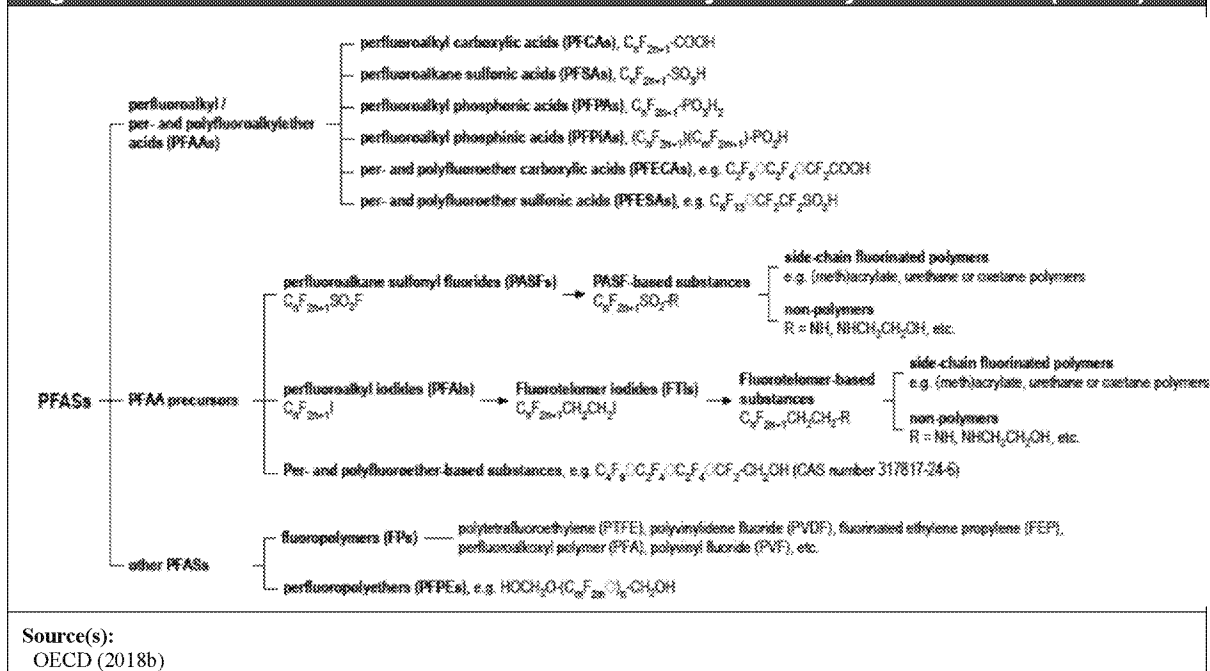 perfluoroalkyl carboxylic acids (PFCAs), CnF2n+1-COOH
perfluoroalkane sulfonic acids (PFSAs), CnF2n+1-SO3H
perfluoroalkyl phosphonic acids (PFPAs), CnF2n+1-PO3H2
perfluoroalkyl phosphinic acids (PFPiAs), (CnF2n+1)(CmF2m+1)-PO2H
per- and polyfluoroether carboxylic acids (PFECAs), e.g. C2F5OC2F4OCF2COOH
per- and polyfluoroether sulfonic acids (PFESAs), e.g. C6F13OCF2CF2SO3H
perfluoroalkyl /
per- and polyfluoroalkylether
acids (PFAAs)
PFASs
PFAA precursors
perfluoroalkane sulfonyl fluorides (PASFs)
CnF2n+1SO2F
PASF-based substances
CnF2n+1SO2-R
side-chain fluorinated polymers
e.g. (meth)acrylate, urethane or oxetane polymers
non-polymers
R = NH, NHCH2CH2OH, etc.
perfluoroalkyl iodides (PFAIs)
CnF2n+1I
Fluorotelomer iodides (FTIs)
CnF2n+1CH2CH2I
Fluorotelomer-based
substances
CnF2n+1CH2CH2-R
side-chain fluorinated polymers
e.g. (meth)acrylate, urethane or oxetane polymers
non-polymers
R = NH, NHCH2CH2OH, etc.
Per- and polyfluoroether-based substances, e.g. C4F9OC2F4OC2F4OCF2-CH2OH (CAS number 317817-24-6)
other PFASs
fluoropolymers (FPs)
polytetrafluoroethylene (PTFE), polyvinylidene fluoride (PVDF), fluorinated ethylene propylene (FEP),
perfluoroalkoxyl polymer (PFA), polyvinyl fluoride (PVF), etc.
perfluoropolyethers (PFPEs), e.g. HOCH2O-(CmF2mO)n-CH2OH
Source(s):
OECD (2018b)